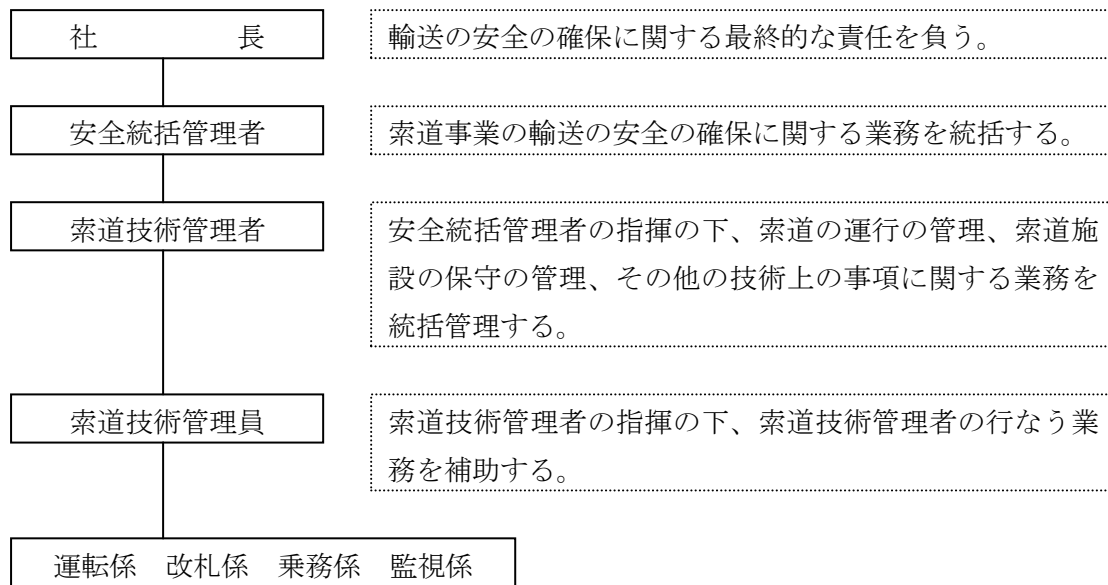 社　　　　　長
輸送の安全の確保に関する最終的な責任を負う。
安全統括管理者
索道事業の輸送の安全の確保に関する業務を統括する。
索道技術管理者
安全統括管理者の指揮の下、索道の運行の管理、索道施
設の保守の管理、その他の技術上の事項に関する業務を
統括管理する。
索道技術管理員
索道技術管理者の指揮の下、索道技術管理者の行なう業
務を補助する。
運転係　改札係　乗務係　監視係